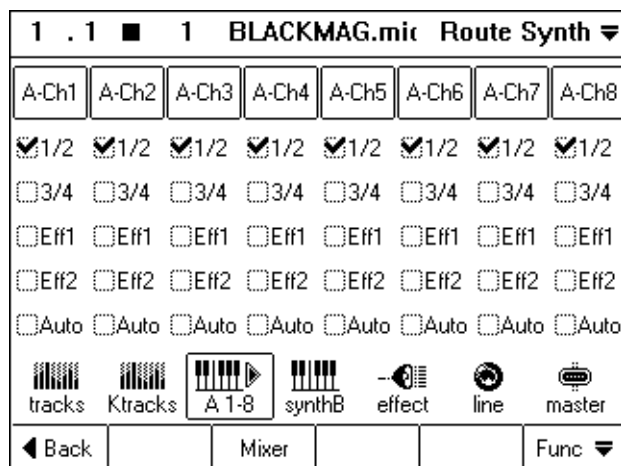 1 .1 ■ 1 BLACKMAG.mic Route Synth
A-Ch1 A-Ch2 A-Ch3 A-Ch4 A-Ch5 A-Ch6 A-Ch7 A-Ch8
1/2 1/2 1/2 1/2 1/2 1/2 1/2 1/2
3/4 3/4 3/4 3/4 3/4 3/4 3/4 3/4
Eff1 Eff1 Eff1 Eff1 Eff1 Eff1 Eff1 Eff1
Eff2 Eff2 Eff2 Eff2 Eff2 Eff2 Eff2 Eff2
Auto Auto Auto Auto Auto Auto Auto Auto
tracks Ktracks A 1-8 synthB effect line master
Back Mixer Func